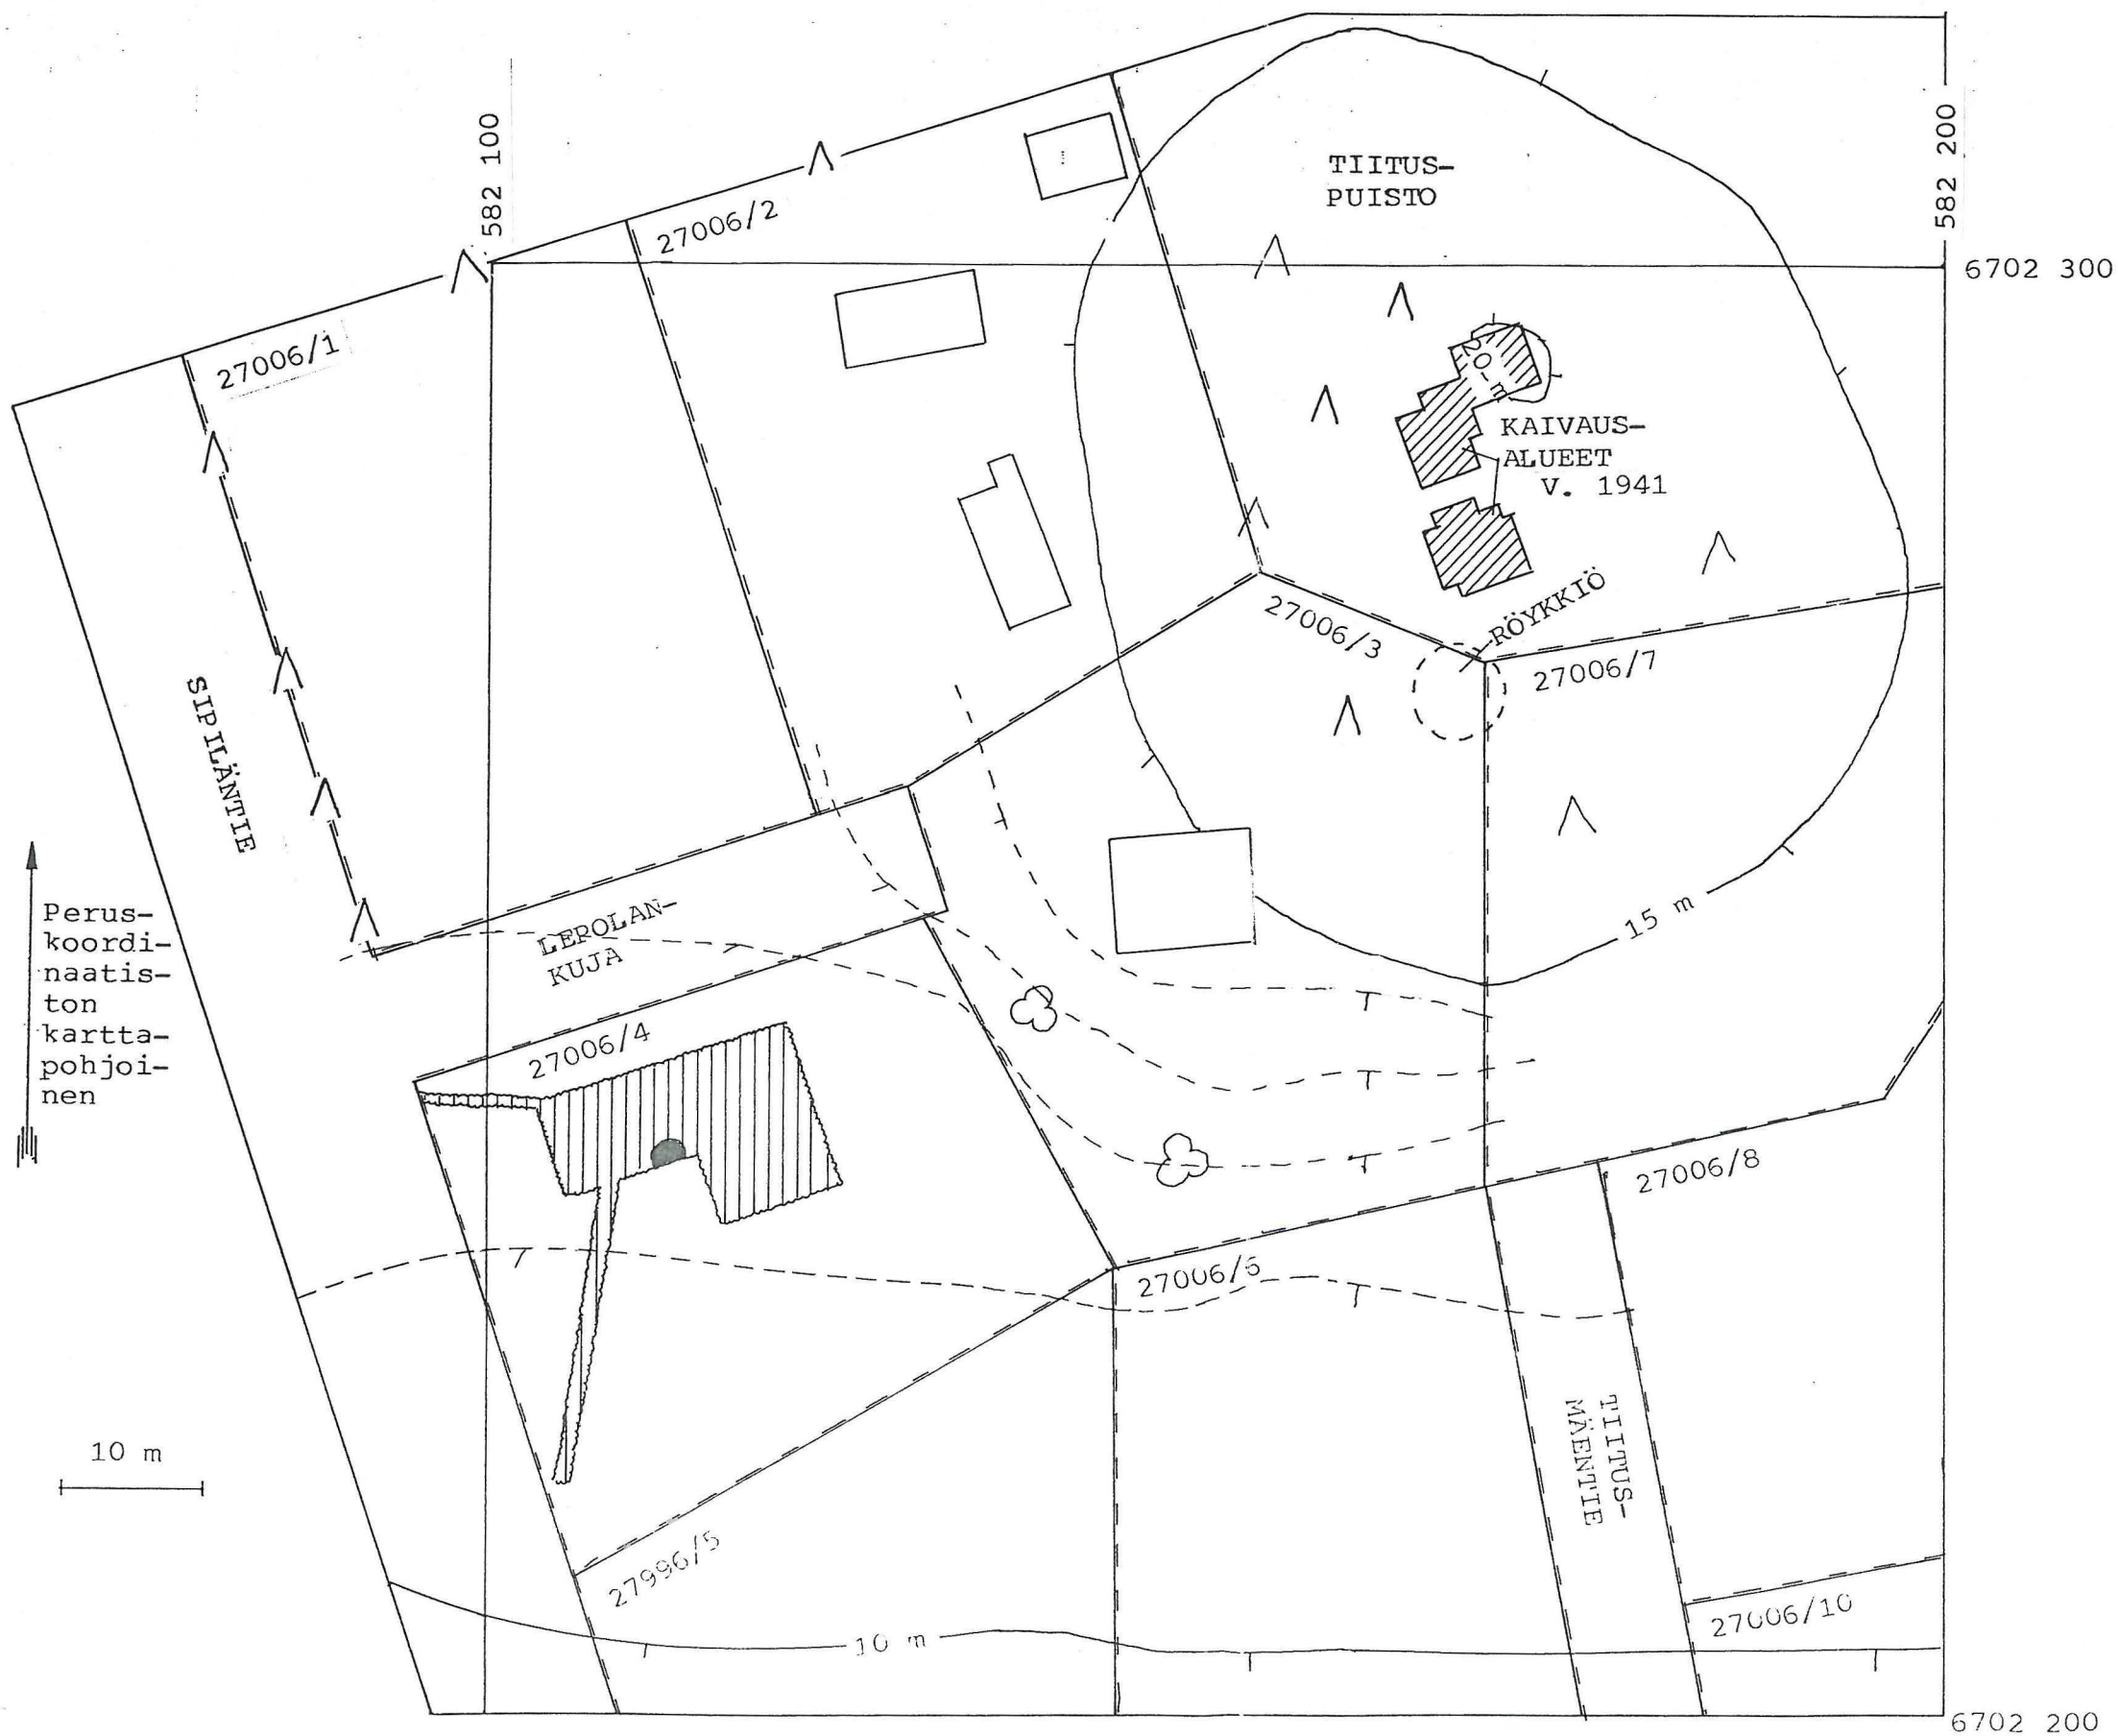 582 100
582 200
TIITUS-
PUISTO
27006/2
6702 300
27006/1
20 m
KAIVAUS-
ALUEET
V. 1941
RÖYKKIÖ
27006/3
27006/7
SIPILÄNTIE
Perus-
koordi-
naatis-
ton
kartta-
pohjoi-
nen
LEPOLAN-
KUJA
15 m
27006/4
27006/8
27006/6
TIITUS-
MÄENTIE
10 m
27996/5
27006/10
10 m
6702 200